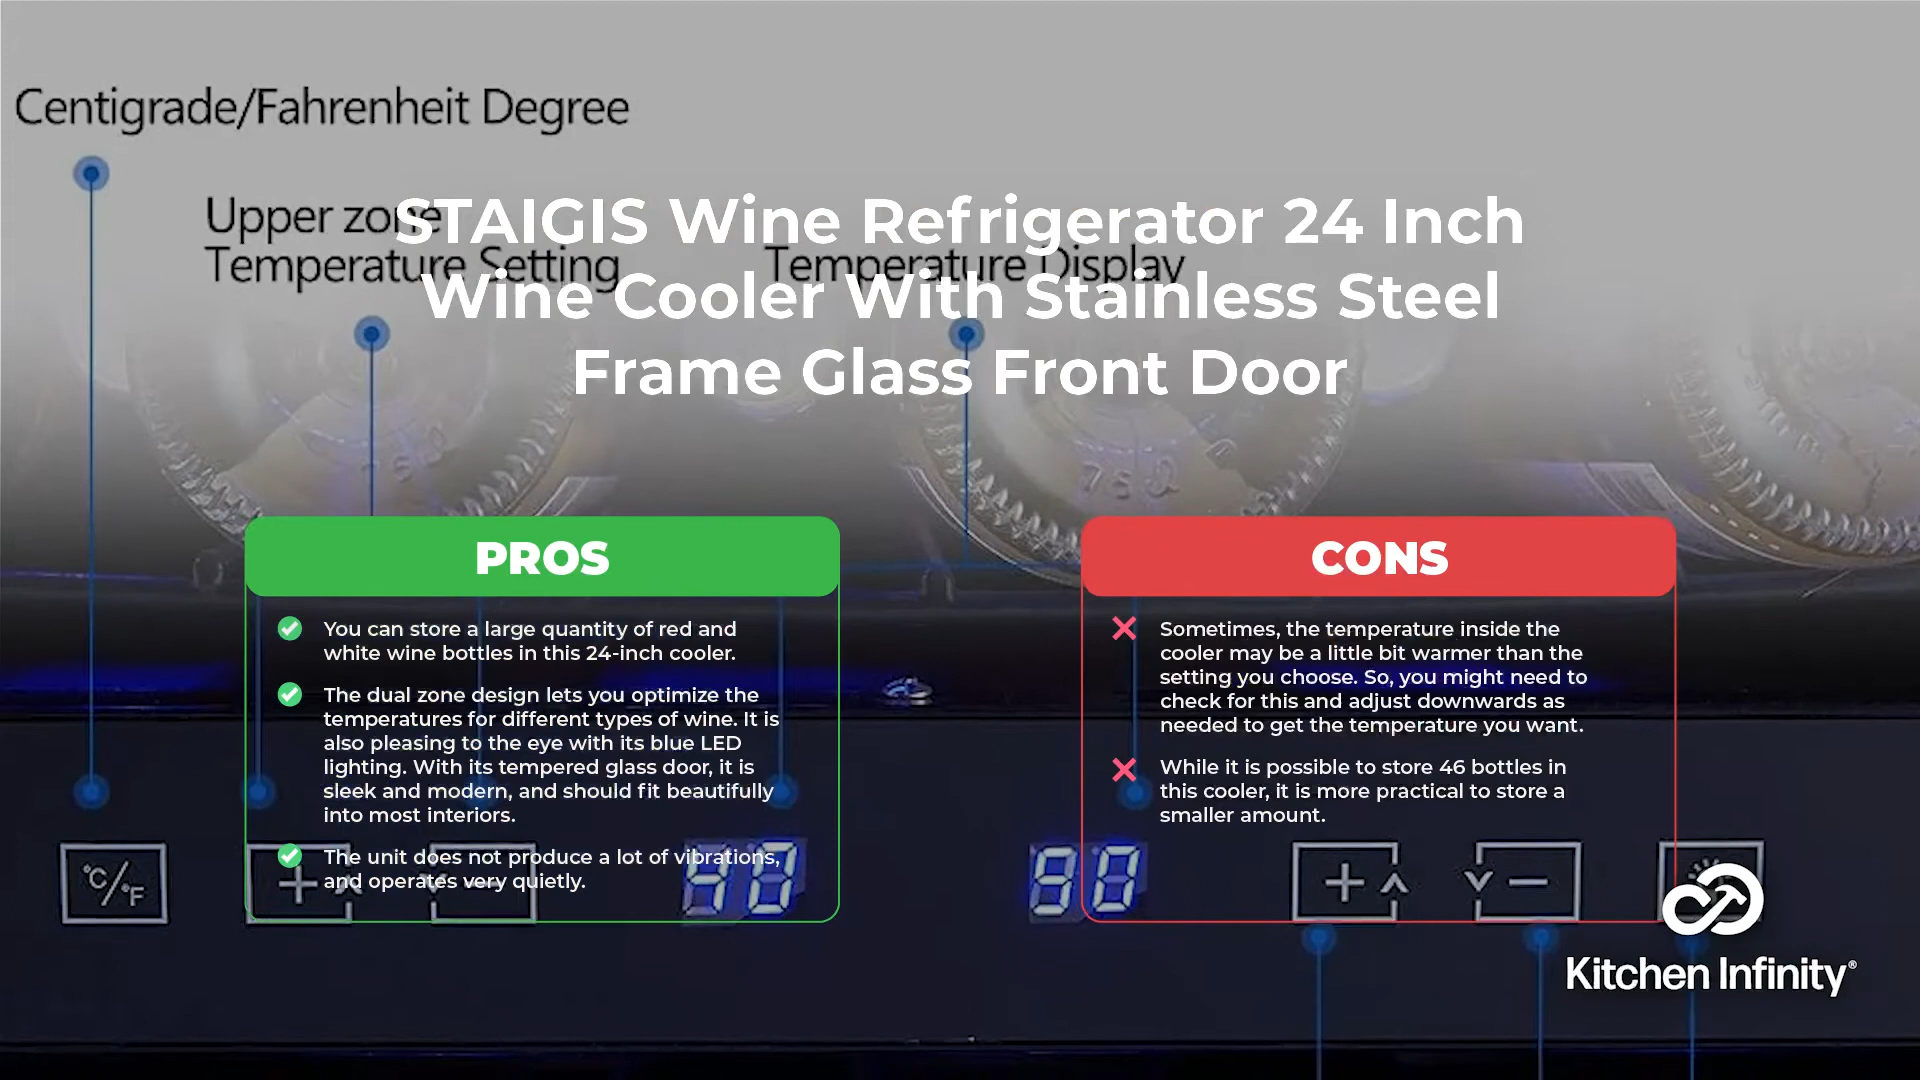 Centigrade/Fahrenheit Degree
Upper zone
Temperature Setting
Temperature Display
STAIGIS Wine Refrigerator 24 Inch
Wine Cooler With Stainless Steel
Frame Glass Front Door
75cl
75cl
PROS
You can store a large quantity of red and
white wine bottles in this 24-inch cooler.
The dual zone design lets you optimize the
temperatures for different types of wine. It is
also pleasing to the eye with its blue LED
lighting. With its tempered glass door, it is
sleek and modern, and should fit beautifully
into most interiors.
The unit does not produce a lot of vibrations,
and operates very quietly.
CONS
Sometimes, the temperature inside the
cooler may be a little bit warmer than the
setting you choose. So, you might need to
check for this and adjust downwards as
needed to get the temperature you want.
While it is possible to store 46 bottles in
this cooler, it is more practical to store a
smaller amount.
°C/°F
+
−
40
50
+
−
Kitchen Infinity®